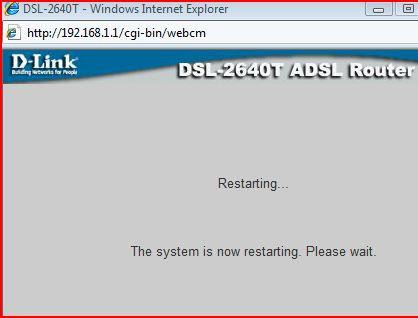 DSL-2640T - Windows Internet Explorer
http://192.168.1.1/cgi-bin/webcm
D-Link
Building Networks for People
DSL-2640T ADSL Router
Restarting...
The system is now restarting. Please wait.